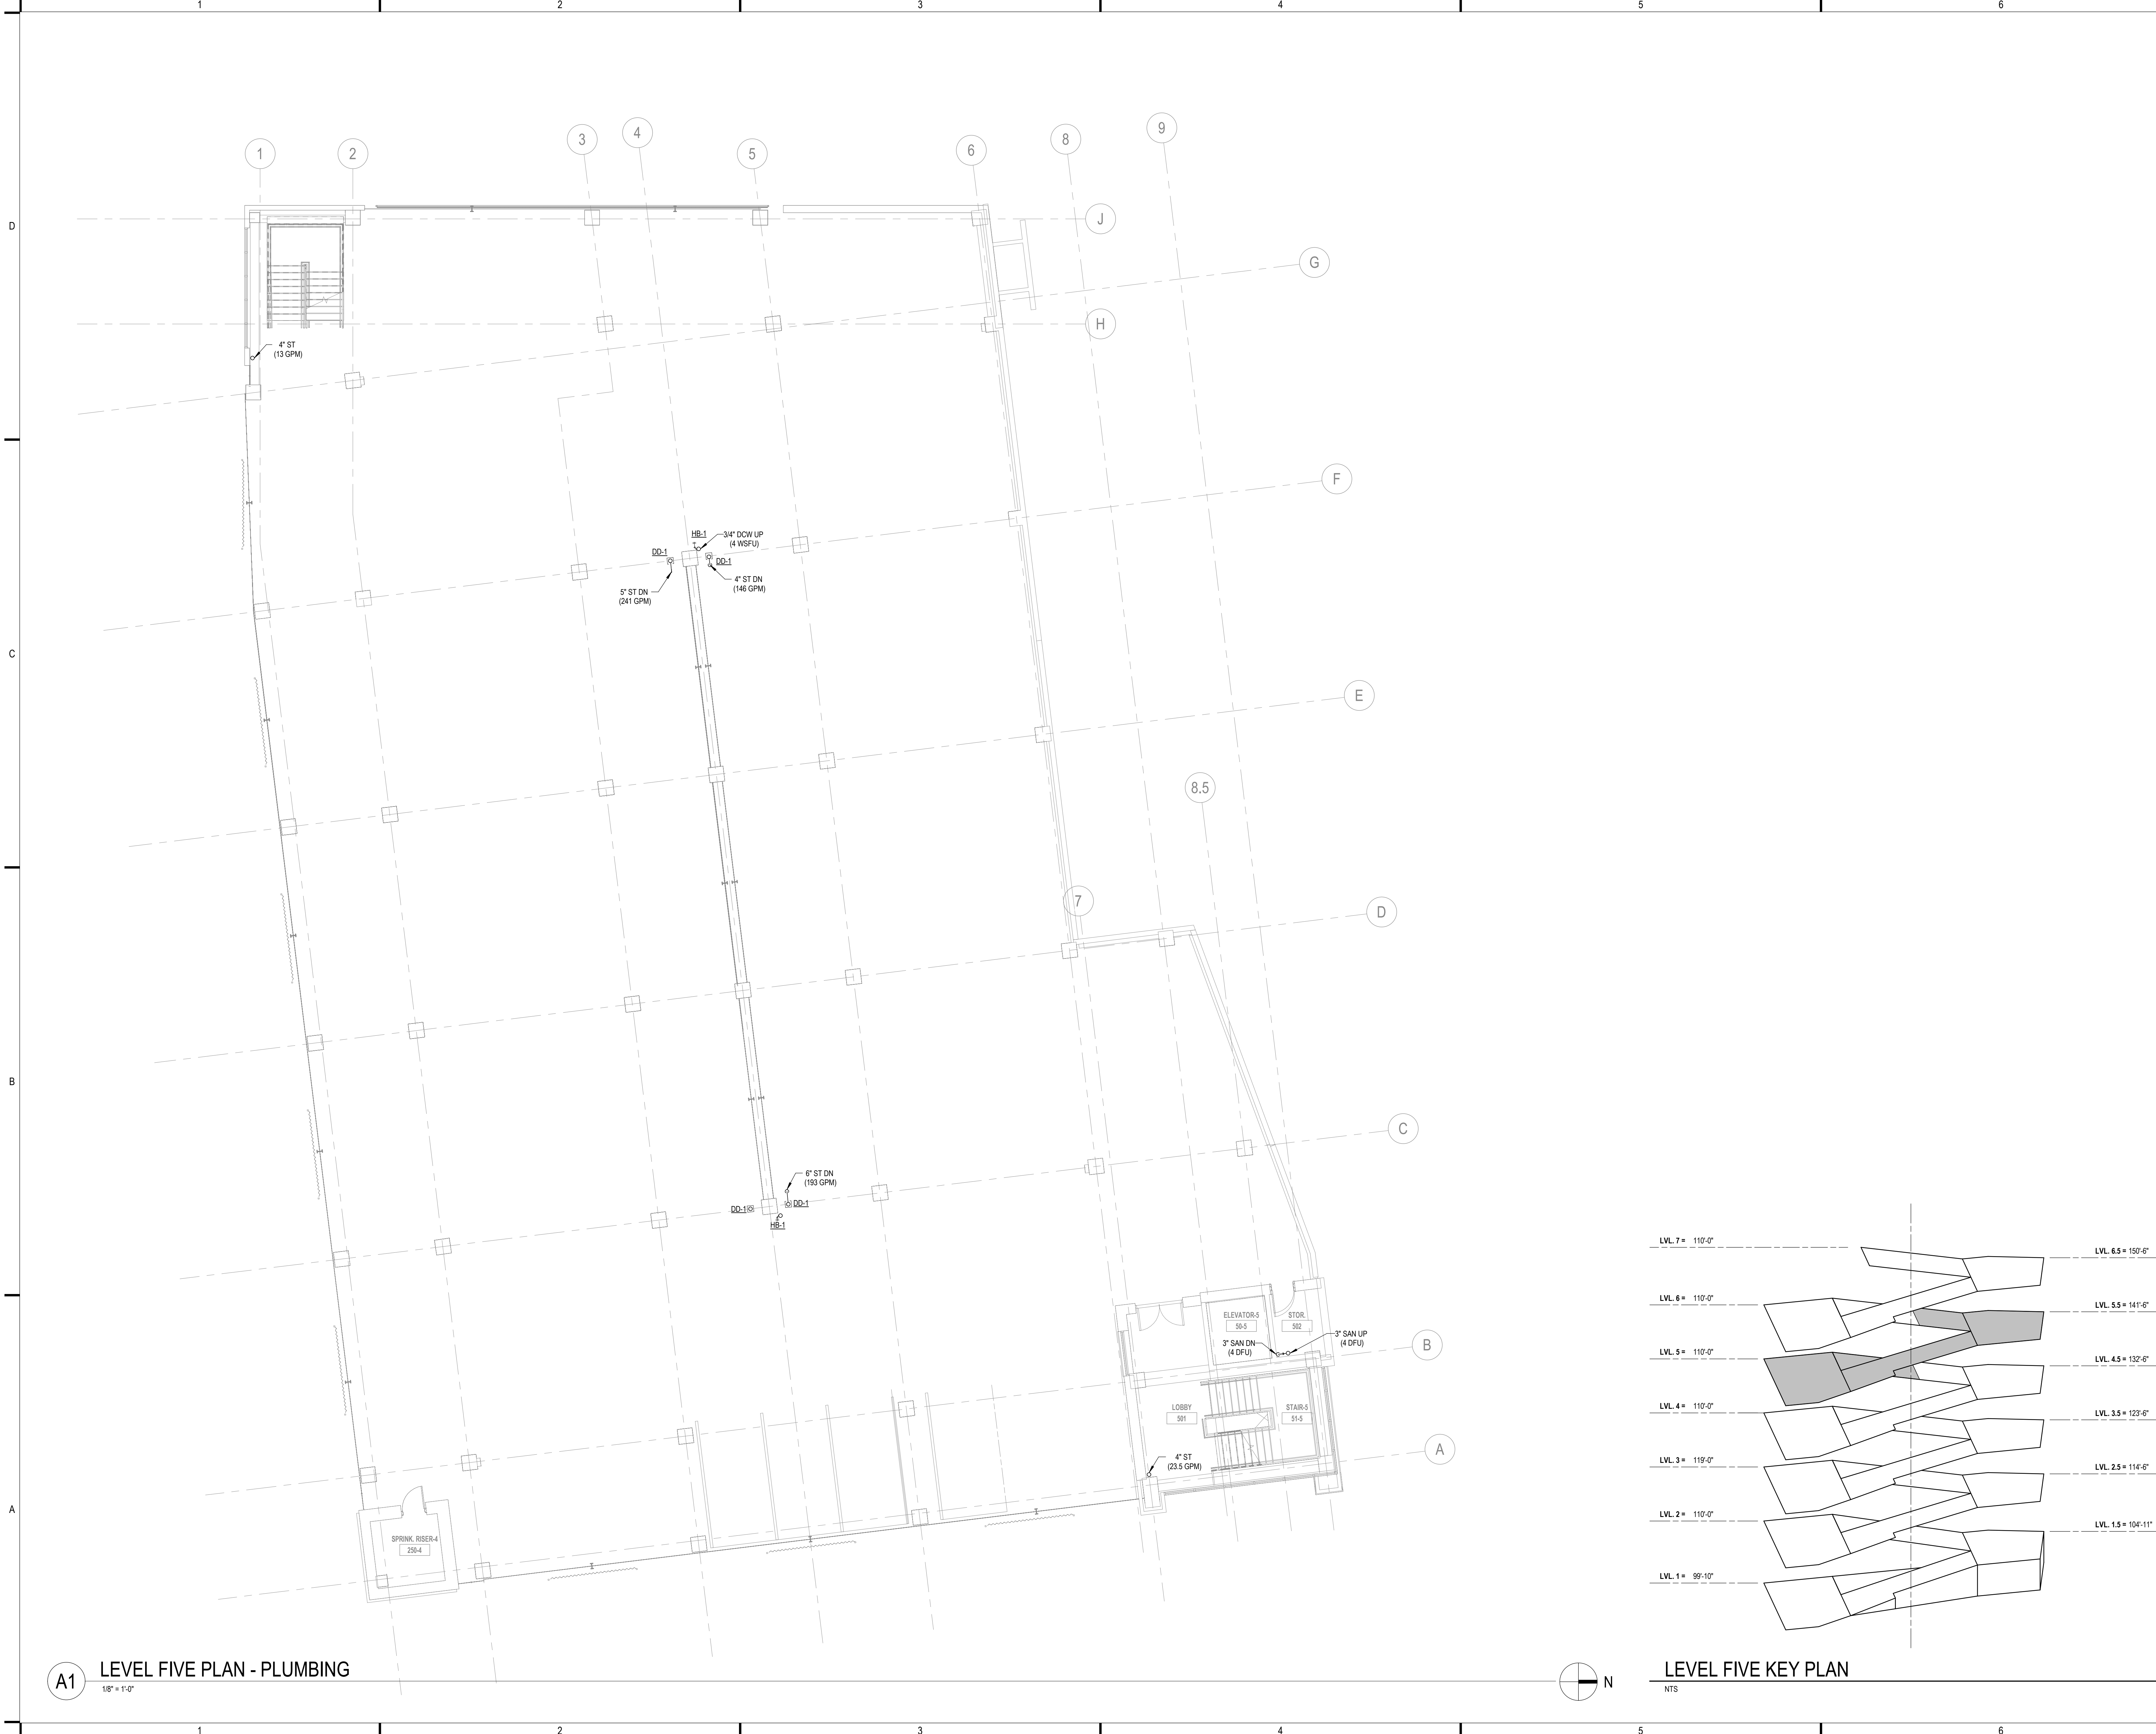 1 2 3 4 5 6
D
C
B
A
1
2
3
4
5
6
8
9
J
G
H
F
E
8.5
7
D
C
B
A
4" ST
(13 GPM)
HB-1
3/4" DCW UP
(4 WSFU)
DD-1
DD-1
4" ST DN
(146 GPM)
5" ST DN
(241 GPM)
6" ST DN
(193 GPM)
DD-1
DD-1
HB-1
ELEVATOR-5
50-5
STOR.
502
3" SAN UP
(4 DFU)
3" SAN DN
(4 DFU)
LOBBY
501
STAIR-5
51-5
4" ST
(23.5 GPM)
SPRINK. RISER-4
250-4
LVL. 7 = 110'-0"
LVL. 6.5 = 150'-6"
LVL. 6 = 110'-0"
LVL. 5.5 = 141'-6"
LVL. 5 = 110'-0"
LVL. 4.5 = 132'-6"
LVL. 4 = 110'-0"
LVL. 3.5 = 123'-6"
LVL. 3 = 119'-0"
LVL. 2.5 = 114'-6"
LVL. 2 = 110'-0"
LVL. 1.5 = 104'-11"
LVL. 1 = 99'-10"
A1
LEVEL FIVE PLAN - PLUMBING
1/8" = 1'-0"
N
LEVEL FIVE KEY PLAN
NTS
1 2 3 4 5 6